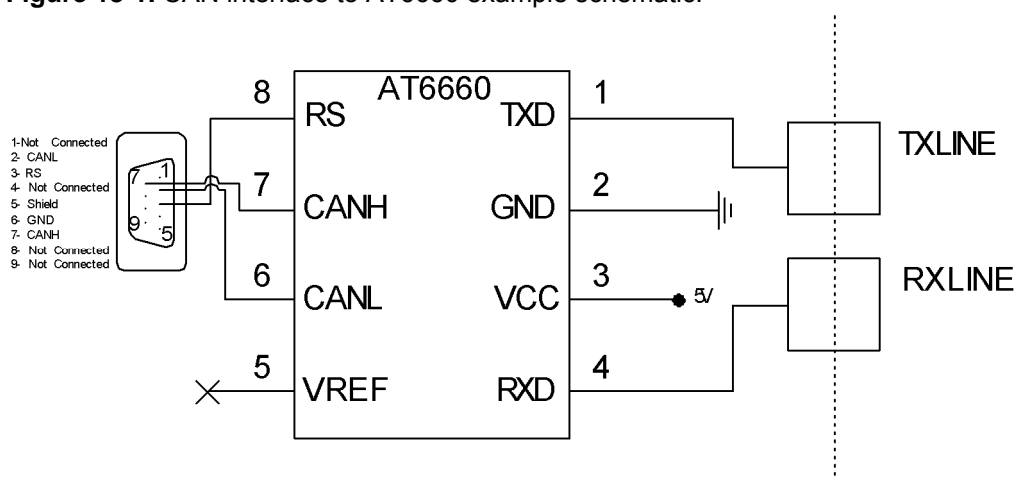 Figure 13-1. CAN interface to AT6660 example schematic.
AT6660
8
RS
TXD
1
TXLINE
1-Not Connected
2- CANL
3- RS
4- Not Connected
5- Shield
6- GND
7- CANH
8- Not Connected
9- Not Connected
7
1
9
5
7
CANH
GND
2
6
CANL
VCC
3
5V
RXLINE
5
VREF
RXD
4